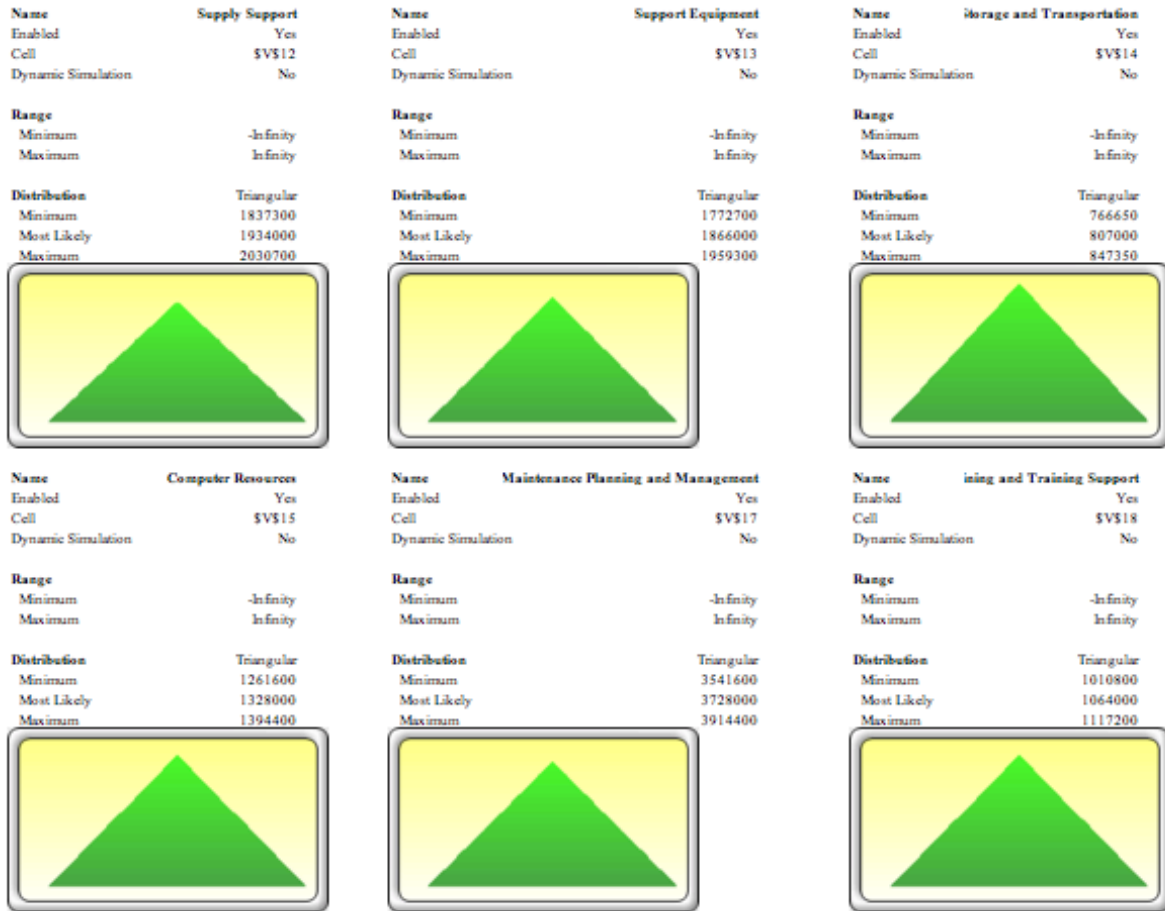 Name Supply Support
Enabled Yes
Cell $V$12
Dynamic Simulation No
Range
Minimum -Infinity
Maximum Infinity
Distribution Triangular
Minimum 1837300
Most Likely 1934000
Maximum 2030700
Name Support Equipment
Enabled Yes
Cell $V$13
Dynamic Simulation No
Range
Minimum -Infinity
Maximum Infinity
Distribution Triangular
Minimum 1772700
Most Likely 1866000
Maximum 1959300
Name torage and Transportation
Enabled Yes
Cell $V$14
Dynamic Simulation No
Range
Minimum -Infinity
Maximum Infinity
Distribution Triangular
Minimum 766650
Most Likely 807000
Maximum 847350
Name Computer Resources
Enabled Yes
Cell $V$15
Dynamic Simulation No
Range
Minimum -Infinity
Maximum Infinity
Distribution Triangular
Minimum 1261600
Most Likely 1328000
Maximum 1394400
Name Maintenance Planning and Management
Enabled Yes
Cell $V$17
Dynamic Simulation No
Range
Minimum -Infinity
Maximum Infinity
Distribution Triangular
Minimum 3541600
Most Likely 3728000
Maximum 3914400
Name ining and Training Support
Enabled Yes
Cell $V$18
Dynamic Simulation No
Range
Minimum -Infinity
Maximum Infinity
Distribution Triangular
Minimum 1010800
Most Likely 1064000
Maximum 1117200